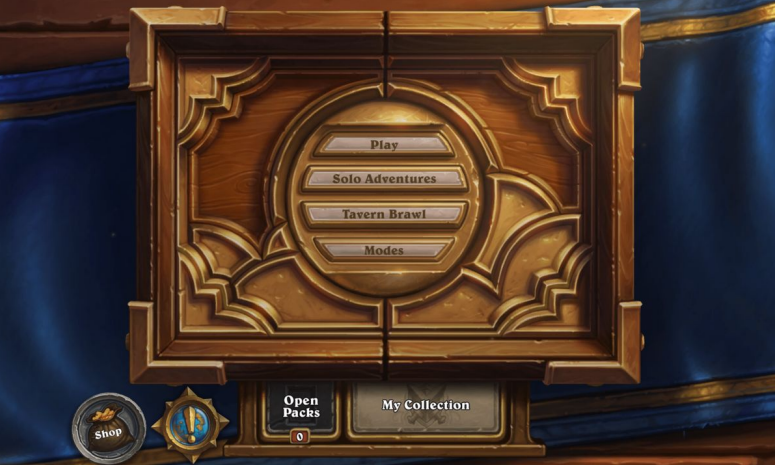 Play
Solo Adventures
Tavern Brawl
Modes
Open
Packs
0
My Collection
Shop